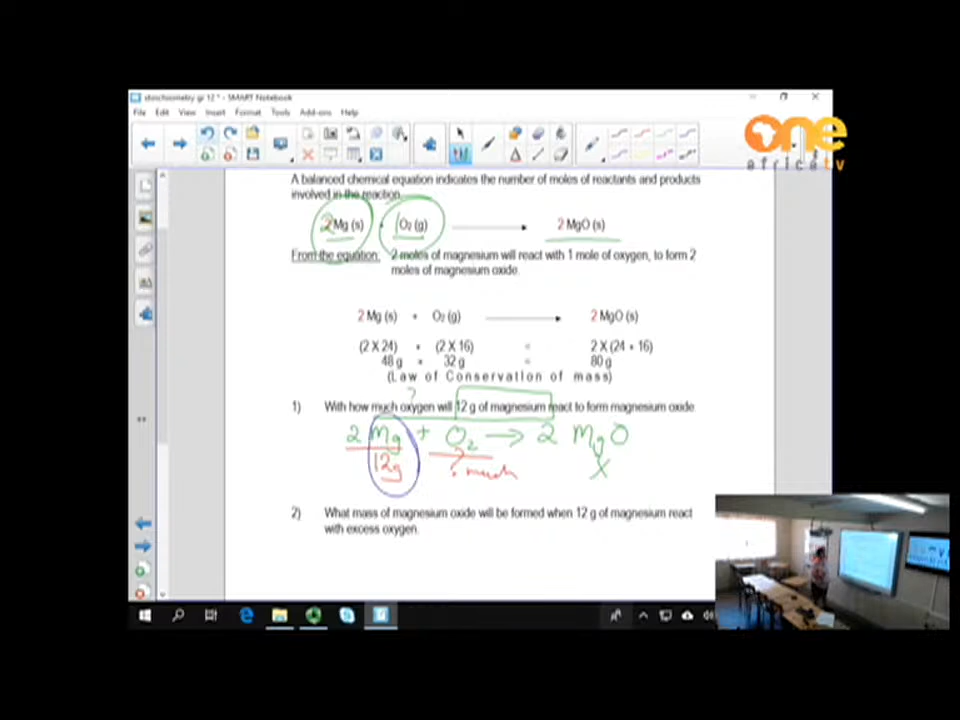 stoichiometry gr 12 * - SMART Notebook
File Edit View Insert Format Tools Add-ons Help
one
africa tv
A balanced chemical equation indicates the number of moles of reactants and products
involved in the reaction.
2Mg (s) + 1O₂ (g) → 2 MgO (s)
From the equation: 2 moles of magnesium will react with 1 mole of oxygen, to form 2
moles of magnesium oxide.
2 Mg (s) + O₂ (g) → 2 MgO (s)
(2 X 24) + (2 X 16) = 2 X (24 + 16)
48 g + 32 g = 80 g
(Law of Conservation of mass)
?
1) With how much oxygen will 12 g of magnesium react to form magnesium oxide.
2 Mg + O₂ → 2 MgO
12g ? much X
2) What mass of magnesium oxide will be formed when 12 g of magnesium react
with excess oxygen.